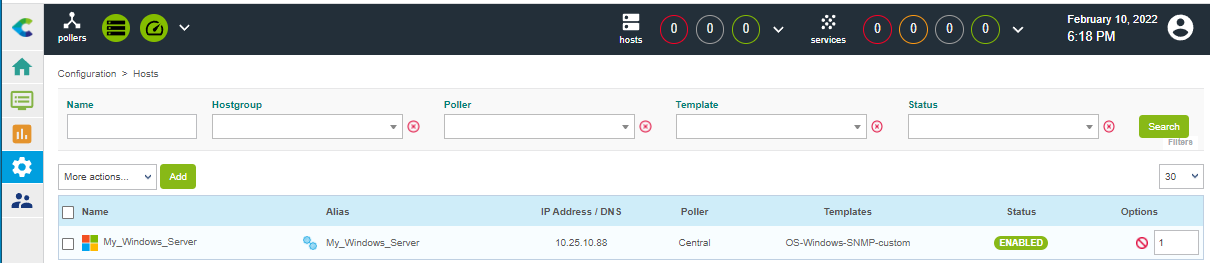 pollers
hosts
0 0 0
services
0 0 0 0
February 10, 2022
6:18 PM
Configuration > Hosts
Name Hostgroup Poller Template Status
Search
Filters
More actions... Add 30
Name Alias IP Address / DNS Poller Templates Status Options
My_Windows_Server My_Windows_Server 10.25.10.88 Central OS-Windows-SNMP-custom ENABLED 1